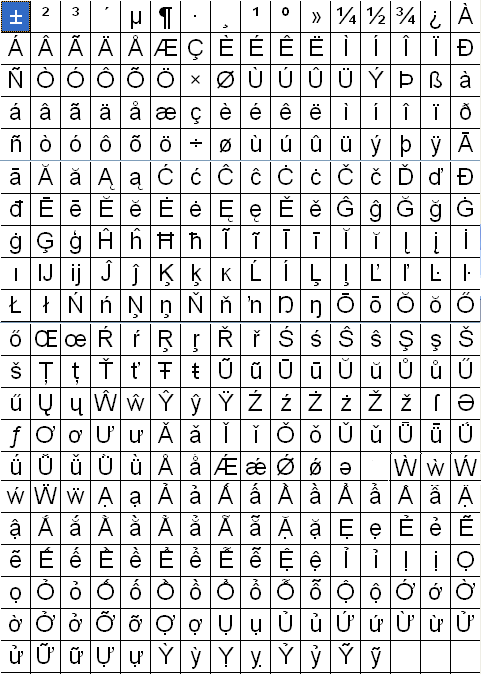 ± ² ³ ´ µ ¶ · ¸ ¹ º » ¼ ½ ¾ ¿ À
Á Â Ã Ä Å Æ Ç È É Ê Ë Ì Í Î Ï Ð
Ñ Ò Ó Ô Õ Ö × Ø Ù Ú Û Ü Ý Þ ß à
á â ã ä å æ ç è é ê ë ì í î ï ð
ñ ò ó ô õ ö ÷ ø ù ú û ü ý þ ÿ Ā
ā Ă ă Ą ą Ć ć Ĉ ĉ Ċ ċ Č č Ď ď Đ
đ Ē ē Ĕ ĕ Ė ė Ę ę Ě ě Ĝ ĝ Ğ ğ Ġ
ġ Ģ ģ Ĥ ĥ Ħ ħ Ĩ ĩ Ī ī Ĭ ĭ Į į İ
ı Ĳ ĳ Ĵ ĵ Ķ ķ ĸ Ĺ ĺ Ļ ļ Ľ ľ Ŀ ŀ
Ł ł Ń ń Ņ ņ Ň ň ŉ Ŋ ŋ Ō ō Ŏ ŏ Ő
ő Œ œ Ŕ ŕ Ŗ ŗ Ř ř Ś ś Ŝ ŝ Ş ş Š
š Ţ ţ Ť ť Ŧ ŧ Ũ ũ Ū ū Ŭ ŭ Ů ů Ű
ű Ų ų Ŵ ŵ Ŷ ŷ Ÿ Ź ź Ż ż Ž ž ſ Ə
ƒ Ơ ơ Ư ư Ǎ ǎ Ǐ ǐ Ǒ ǒ Ǔ ǔ Ǖ ǖ Ǘ
ǘ Ǚ ǚ Ǜ ǜ Ǻ ǻ Ǽ ǽ Ǿ ǿ ə Ẁ ẁ Ẃ
ẃ Ẅ ẅ Ạ ạ Ả ả Ấ ấ Ầ ầ Ẩ ẩ Ẫ ẫ Ậ
ậ Ắ ắ Ằ ằ Ẳ ẳ Ẵ ẵ Ặ ặ Ẹ ẹ Ẻ ẻ Ẽ
ẽ Ế ế Ề ề Ể ể Ễ ễ Ệ ệ Ỉ ỉ Ị ị Ọ
ọ Ỏ ỏ Ố ố Ồ ồ Ổ ổ Ỗ ỗ Ộ ộ Ớ ớ Ờ
ờ Ở ở Ỡ ỡ Ợ ợ Ụ ụ Ủ ủ Ứ ứ Ừ ừ Ử
ử Ữ ữ Ự ự Ỳ ỳ Ỵ ỵ Ỷ ỷ Ỹ ỹ